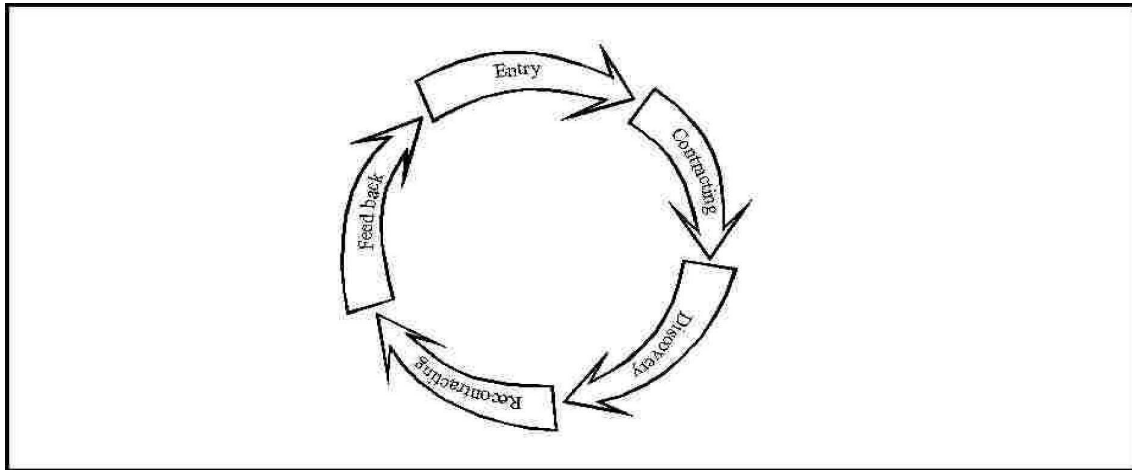 Entry
Contracting
Discovery
Recontracting
Feed back